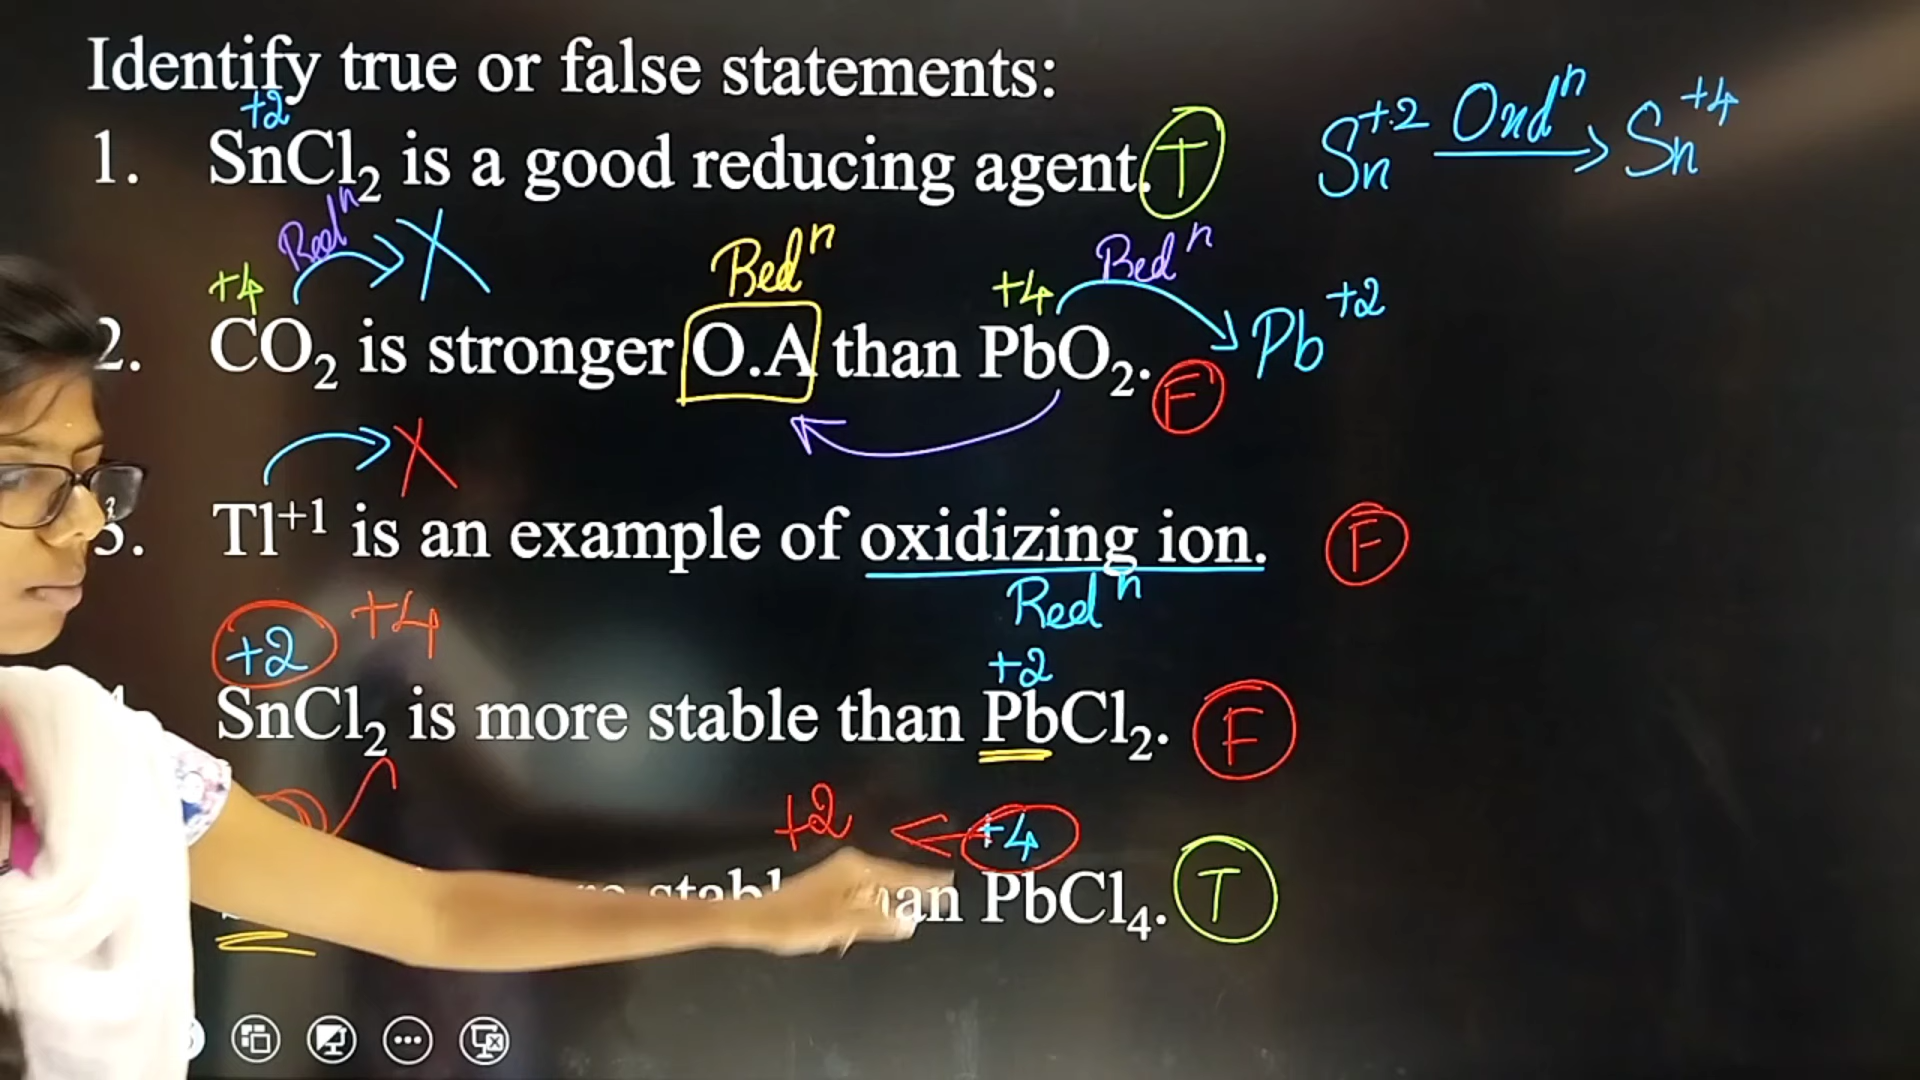 Identify true or false statements:
+2
1. SnCl₂ is a good reducing agent. T
Sn⁺² Oxdⁿ Sn⁺⁴
Redⁿ X
Redⁿ
Redⁿ
+4
+4
Pb⁺²
2. CO₂ is stronger O.A than PbO₂. F
X
3. Tl⁺¹ is an example of oxidizing ion. F
Redⁿ
+2 +4
+2
SnCl₂ is more stable than PbCl₂. F
+2
+4
than PbCl₄. T